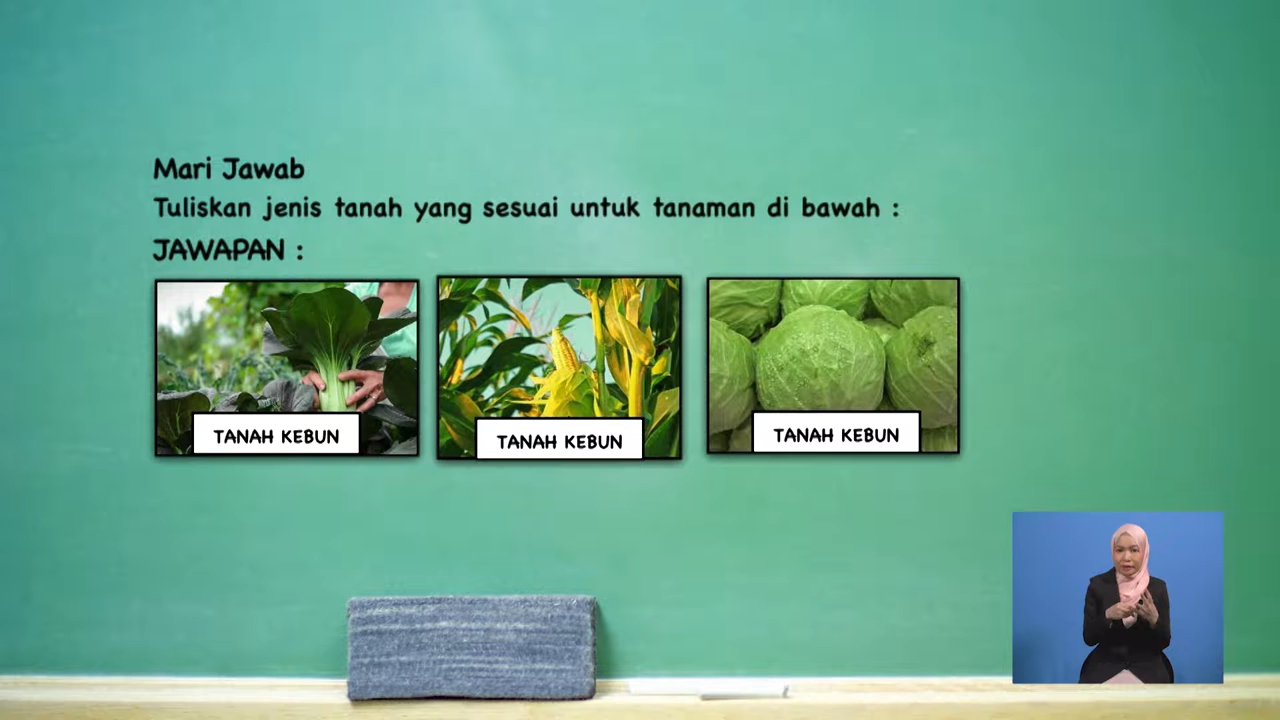 Mari Jawab
Tuliskan jenis tanah yang sesuai untuk tanaman di bawah :
JAWAPAN :
TANAH KEBUN
TANAH KEBUN
TANAH KEBUN